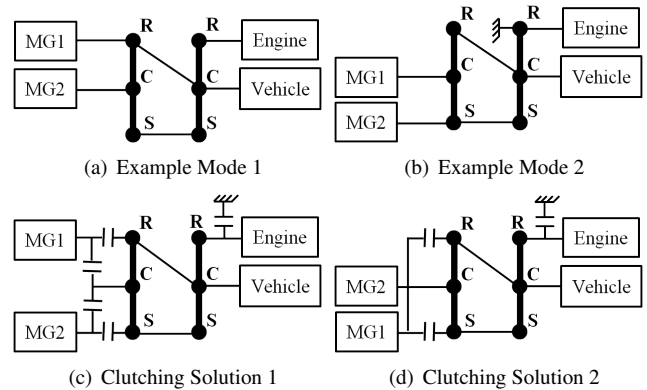 MG1
R
R
Engine
MG2
C
C
Vehicle
S
S
(a) Example Mode 1
R
R
Engine
MG1
C
C
Vehicle
MG2
S
S
(b) Example Mode 2
MG1
R
R
Engine
C
C
Vehicle
MG2
S
S
(c) Clutching Solution 1
R
R
Engine
MG2
C
C
Vehicle
MG1
S
S
(d) Clutching Solution 2